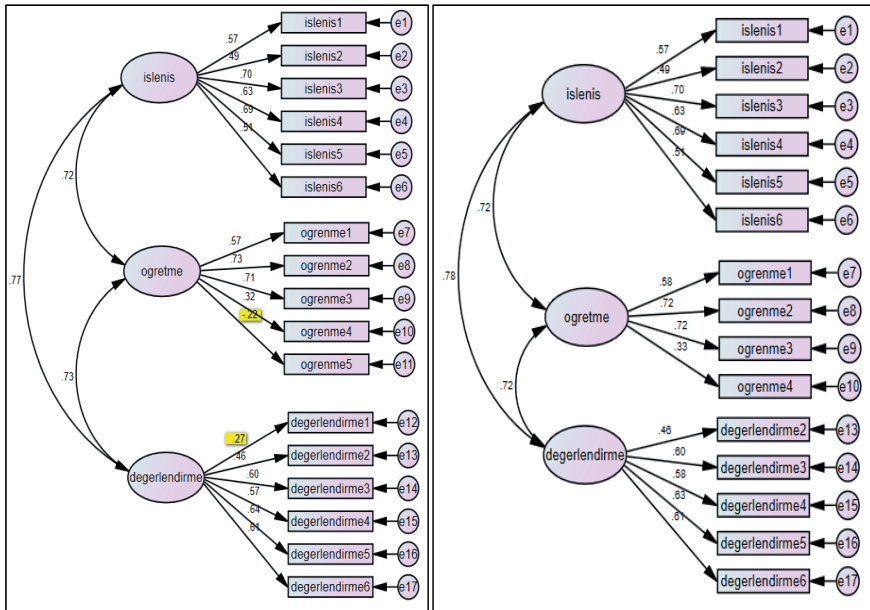 .57
islenis1
e1
.49
islenis2
e2
.70
islenis3
e3
islenis
.63
islenis4
e4
.69
islenis5
e5
.51
islenis6
e6
.72
.57
ogrenme1
e7
.73
ogrenme2
e8
ogretme
.71
ogrenme3
e9
.77
.32
ogrenme4
e10
-.22
ogrenme5
e11
.73
.27
degerlendirme1
e12
.46
degerlendirme2
e13
degerlendirme
.60
degerlendirme3
e14
.57
degerlendirme4
e15
.64
degerlendirme5
e16
.61
degerlendirme6
e17
.57
islenis1
e1
.49
islenis2
e2
islenis
.70
islenis3
e3
.63
islenis4
e4
.69
islenis5
e5
.51
islenis6
e6
.72
.58
ogrenme1
e7
.78
.72
ogrenme2
e8
ogretme
.72
ogrenme3
e9
.33
ogrenme4
e10
.72
.46
degerlendirme2
e13
degerlendirme
.60
degerlendirme3
e14
.58
degerlendirme4
e15
.63
degerlendirme5
e16
.61
degerlendirme6
e17